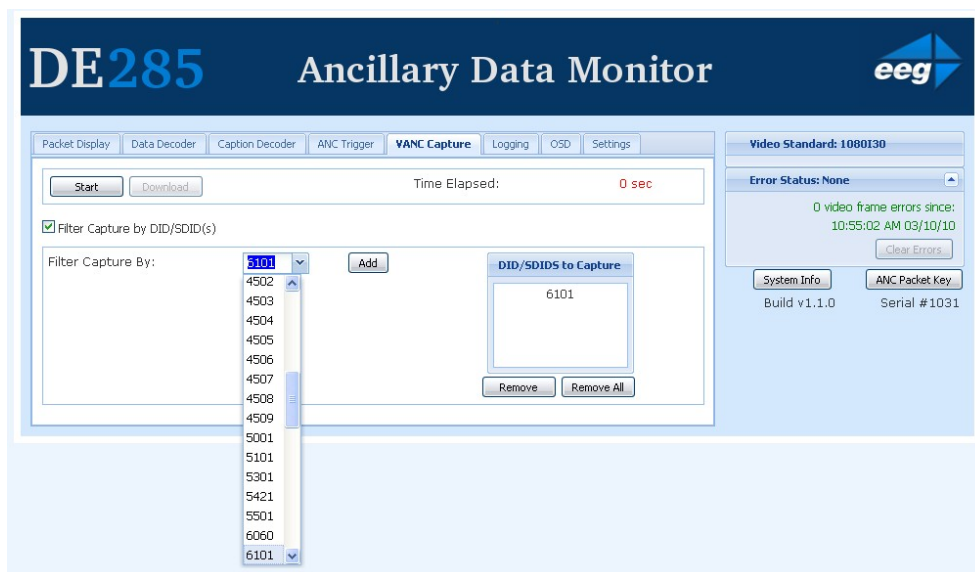 DE285 Ancillary Data Monitor eeg
Packet Display Data Decoder Caption Decoder ANC Trigger VANC Capture Logging OSD Settings
Start Download Time Elapsed: 0 sec
Filter Capture by DID/SDID(s)
Filter Capture By: 6101 Add
4502
4503
4504
4505
4506
4507
4508
4509
5001
5101
5301
5421
5501
6060
6101
DID/SDIDS to Capture
6101
Remove Remove All
Video Standard: 1080I30
Error Status: None
0 video frame errors since:
10:55:02 AM 03/10/10
Clear Errors
System Info ANC Packet Key
Build v1.1.0 Serial #1031